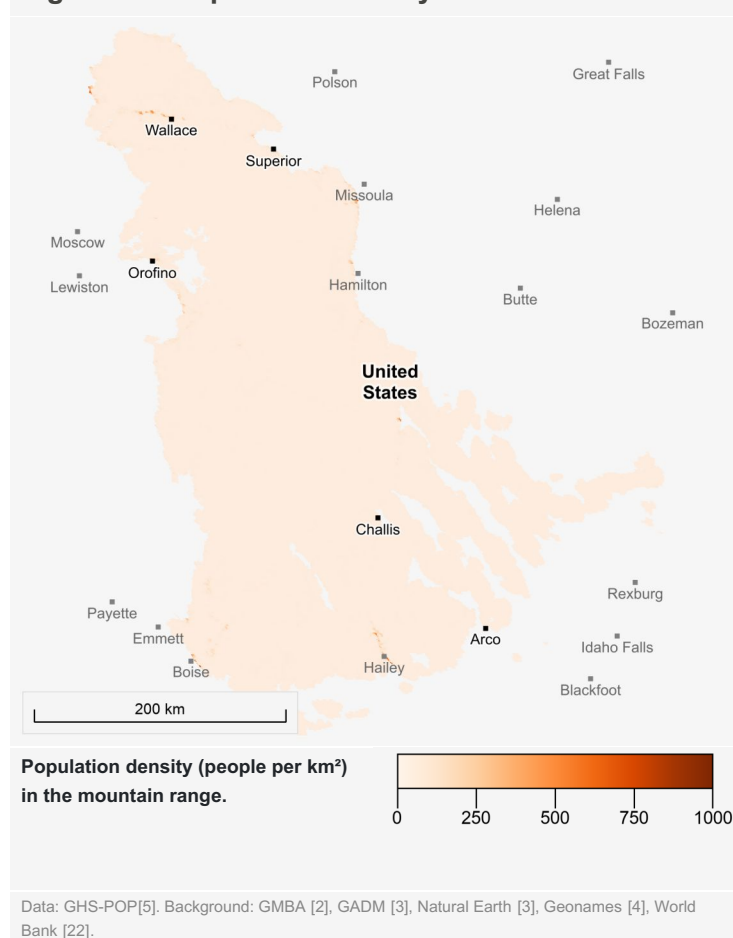 Polson
Great Falls
Wallace
Superior
Missoula
Helena
Moscow
Orofino
Lewiston
Hamilton
Butte
Bozeman
United
States
Challis
Rexburg
Payette
Emmett
Arco
Idaho Falls
Boise
Hailey
Blackfoot
200 km
Population density (people per km²)
in the mountain range.
0 250 500 750 1000
Data: GHS-POP[5]. Background: GMBA [2], GADM [3], Natural Earth [3], Geonames [4], World
Bank [22].